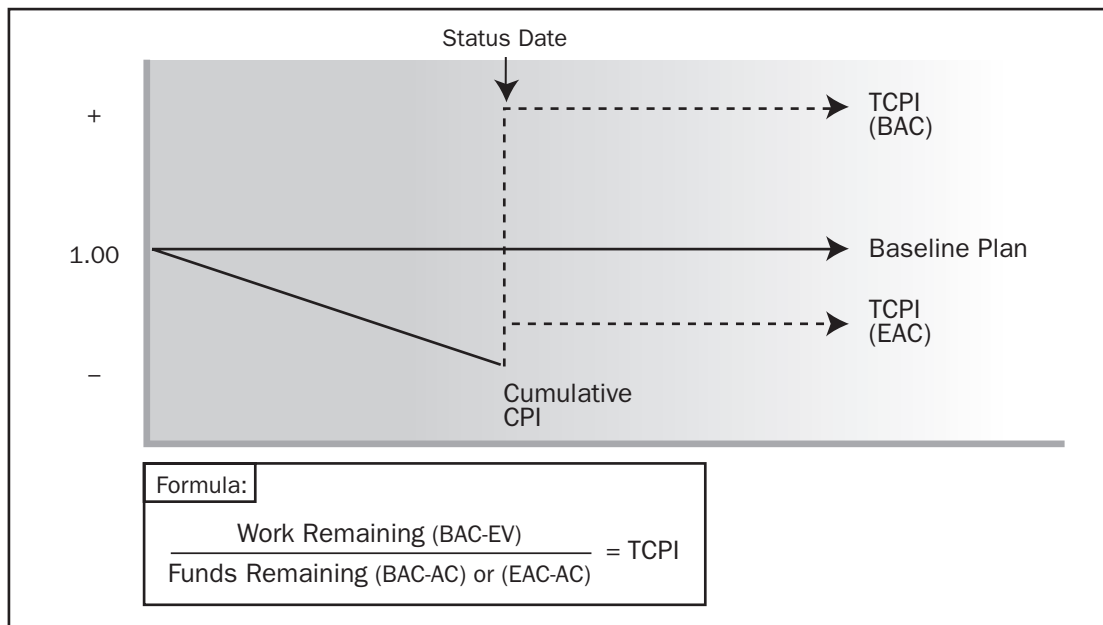 Status Date
+
TCPI
(BAC)
1.00
Baseline Plan
TCPI
(EAC)
–
Cumulative
CPI
Formula:
Work Remaining (BAC-EV)
= TCPI
Funds Remaining (BAC-AC) or (EAC-AC)